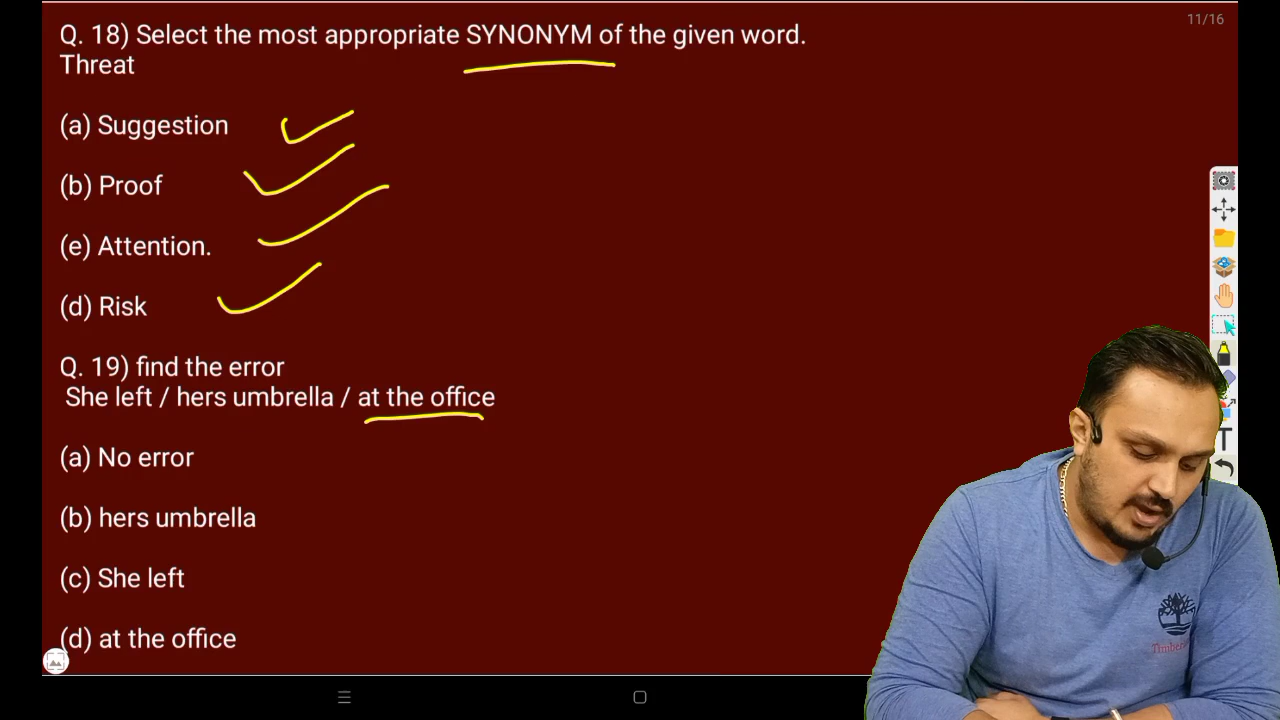 11/16
Q. 18) Select the most appropriate SYNONYM of the given word.
Threat
(a) Suggestion
(b) Proof
(e) Attention.
(d) Risk
Q. 19) find the error
She left / hers umbrella / at the office
(a) No error
(b) hers umbrella
(c) She left
(d) at the office
T